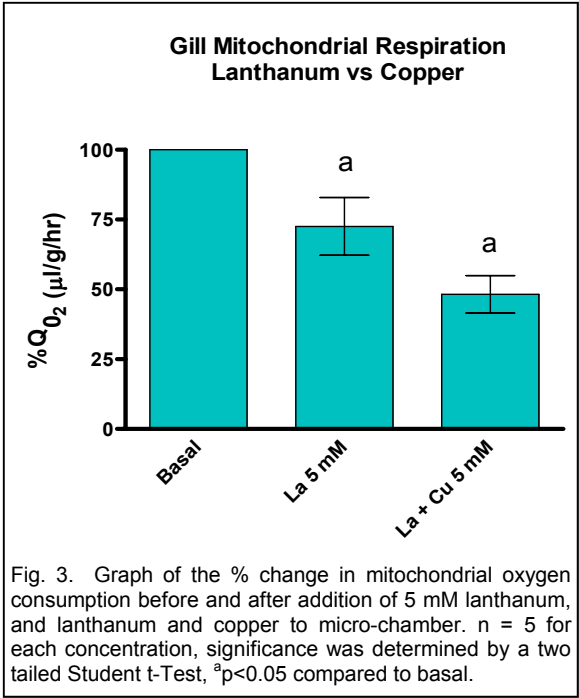 Gill Mitochondrial Respiration
Lanthanum vs Copper
%Q02 (µl/g/hr)
100
75
50
25
0
a
a
Basal
La 5 mM
La + Cu 5 mM
Fig. 3. Graph of the % change in mitochondrial oxygen
consumption before and after addition of 5 mM lanthanum,
and lanthanum and copper to micro-chamber. n = 5 for
each concentration, significance was determined by a two
tailed Student t-Test, ᵃp<0.05 compared to basal.